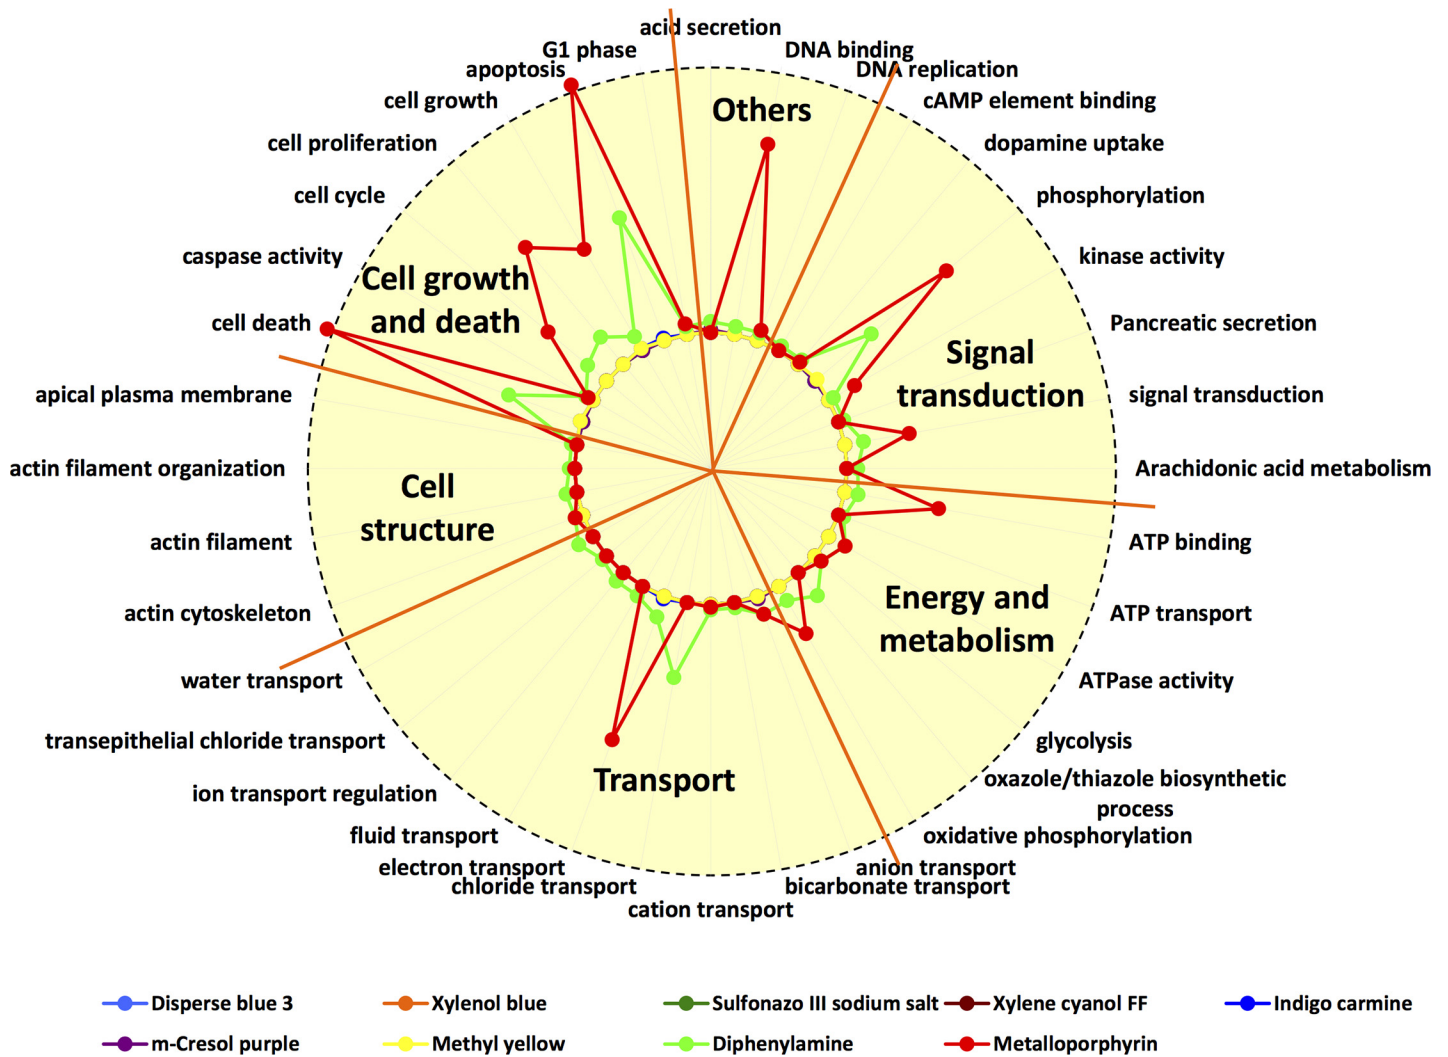 acid secretion
G1 phase
DNA binding
apoptosis
DNA replication
cell growth
cAMP element binding
Others
cell proliferation
dopamine uptake
cell cycle
phosphorylation
caspase activity
kinase activity
Cell growth
and death
cell death
Pancreatic secretion
Signal
transduction
apical plasma membrane
signal transduction
actin filament organization
Arachidonic acid metabolism
Cell
structure
actin filament
ATP binding
actin cytoskeleton
ATP transport
Energy and
metabolism
water transport
ATPase activity
transepithelial chloride transport
glycolysis
Transport
oxazole/thiazole biosynthetic
process
ion transport regulation
fluid transport
oxidative phosphorylation
electron transport
anion transport
chloride transport
bicarbonate transport
cation transport
Disperse blue 3
Xylenol blue
Sulfonazo III sodium salt
Xylene cyanol FF
Indigo carmine
m-Cresol purple
Methyl yellow
Diphenylamine
Metalloporphyrin